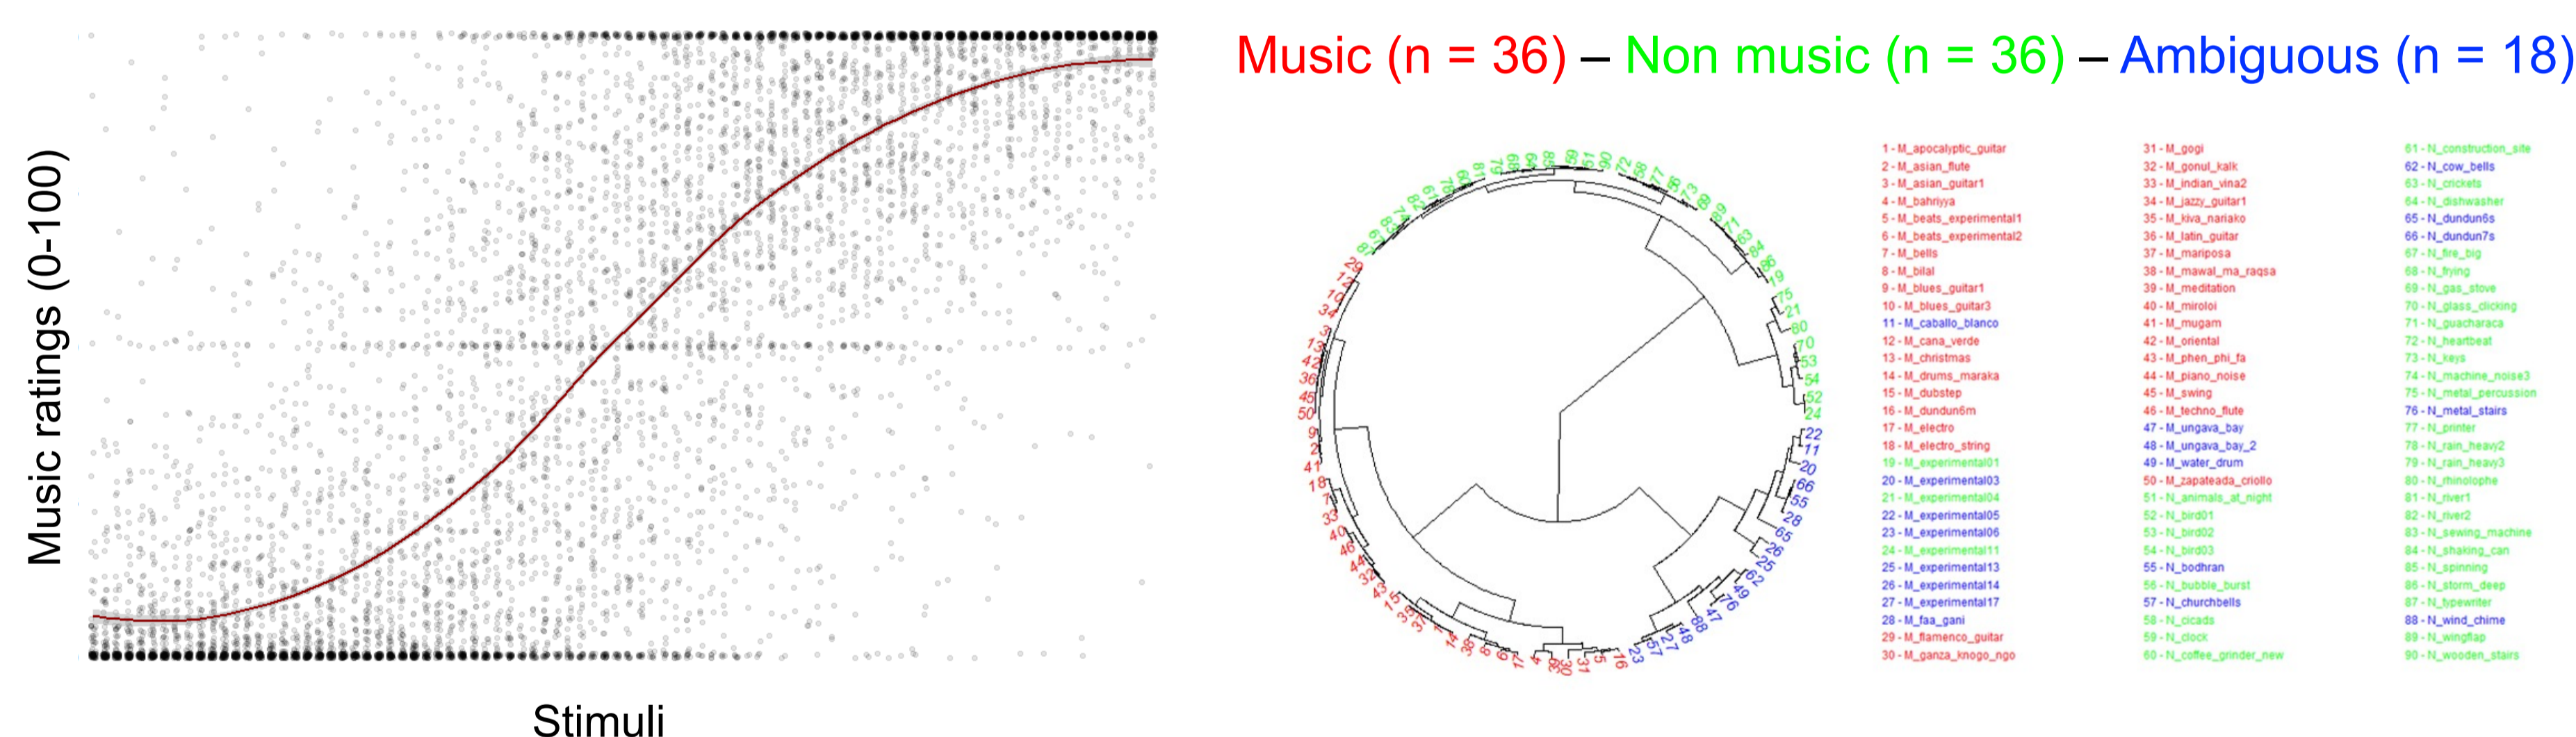 Music ratings (0-100)
Stimuli
Music (n = 36) – Non music (n = 36) – Ambiguous (n = 18)
1 - M_apocalyptic_guitar
2 - M_asian_flute
3 - M_asian_guitar1
4 - M_bahriyya
5 - M_beats_experimental1
6 - M_beats_experimental2
7 - M_bells
8 - M_bilal
9 - M_blues_guitar1
10 - M_blues_guitar3
11 - M_caballo_blanco
12 - M_cana_verde
13 - M_christmas
14 - M_drums_maraka
15 - M_dubstep
16 - M_dundun6m
17 - M_electro
18 - M_electro_string
19 - M_experimental01
20 - M_experimental03
21 - M_experimental04
22 - M_experimental05
23 - M_experimental06
24 - M_experimental11
25 - M_experimental13
26 - M_experimental14
27 - M_experimental17
28 - M_faa_gani
29 - M_flamenco_guitar
30 - M_ganza_knogo_ngo
31 - M_gogi
32 - M_gonul_kalk
33 - M_indian_vina2
34 - M_jazzy_guitar1
35 - M_kiva_nariako
36 - M_latin_guitar
37 - M_mariposa
38 - M_mawal_ma_raqsa
39 - M_meditation
40 - M_miroloi
41 - M_mugam
42 - M_oriental
43 - M_phen_phi_fa
44 - M_piano_noise
45 - M_swing
46 - M_techno_flute
47 - M_ungava_bay
48 - M_ungava_bay_2
49 - M_water_drum
50 - M_zapateada_criollo
51 - N_animals_at_night
52 - N_bird01
53 - N_bird02
54 - N_bird03
55 - N_bodhran
56 - N_bubble_burst
57 - N_churchbells
58 - N_cicads
59 - N_clock
60 - N_coffee_grinder_new
61 - N_construction_site
62 - N_cow_bells
63 - N_crickets
64 - N_dishwasher
65 - N_dundun6s
66 - N_dundun7s
67 - N_fire_big
68 - N_frying
69 - N_gas_stove
70 - N_glass_clicking
71 - N_guacharaca
72 - N_heartbeat
73 - N_keys
74 - N_machine_noise3
75 - N_metal_percussion
76 - N_metal_stairs
77 - N_printer
78 - N_rain_heavy2
79 - N_rain_heavy3
80 - N_rhinolophe
81 - N_river1
82 - N_river2
83 - N_sewing_machine
84 - N_shaking_can
85 - N_spinning
86 - N_storm_deep
87 - N_typewriter
88 - N_wind_chime
89 - N_wingflap
90 - N_wooden_stairs